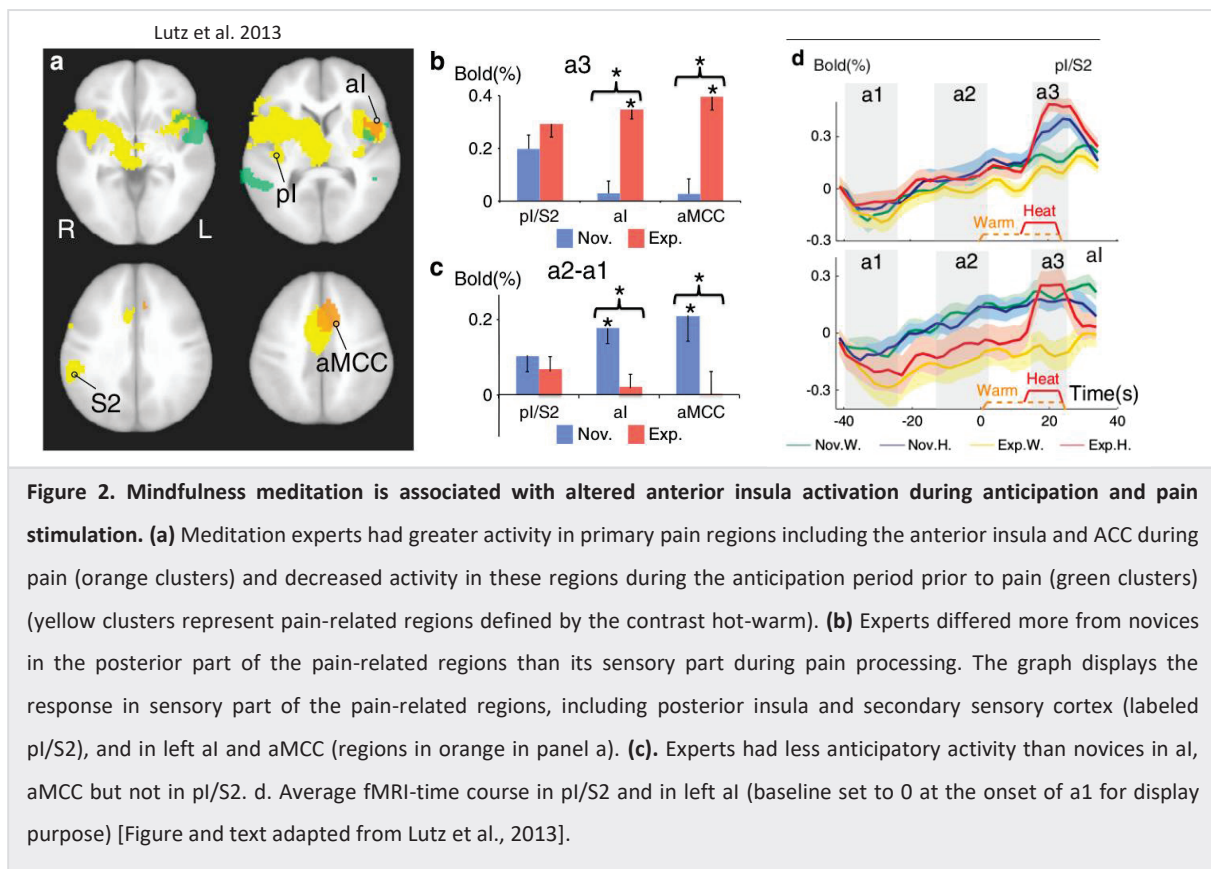 Lutz et al. 2013
a
aI
pI
R
L
S2
aMCC
b
a3
Bold(%)
0.4
0.2
0
*
*
*
*
pI/S2
aI
aMCC
Nov.
Exp.
c
a2-a1
Bold(%)
0.2
0
*
*
*
*
pI/S2
aI
aMCC
Nov.
Exp.
d
Bold(%)
pI/S2
a1
a2
a3
0.3
0
-0.3
Warm
Heat
a1
a2
a3
aI
0.3
0
-0.3
Warm
Heat
Time(s)
-40
-20
0
20
40
Nov.W.
Nov.H.
Exp.W.
Exp.H.
Figure 2. Mindfulness meditation is associated with altered anterior insula activation during anticipation and pain
stimulation. (a) Meditation experts had greater activity in primary pain regions including the anterior insula and ACC during
pain (orange clusters) and decreased activity in these regions during the anticipation period prior to pain (green clusters)
(yellow clusters represent pain-related regions defined by the contrast hot-warm). (b) Experts differed more from novices
in the posterior part of the pain-related regions than its sensory part during pain processing. The graph displays the
response in sensory part of the pain-related regions, including posterior insula and secondary sensory cortex (labeled
pI/S2), and in left aI and aMCC (regions in orange in panel a). (c). Experts had less anticipatory activity than novices in aI,
aMCC but not in pI/S2. d. Average fMRI-time course in pI/S2 and in left aI (baseline set to 0 at the onset of a1 for display
purpose) [Figure and text adapted from Lutz et al., 2013].